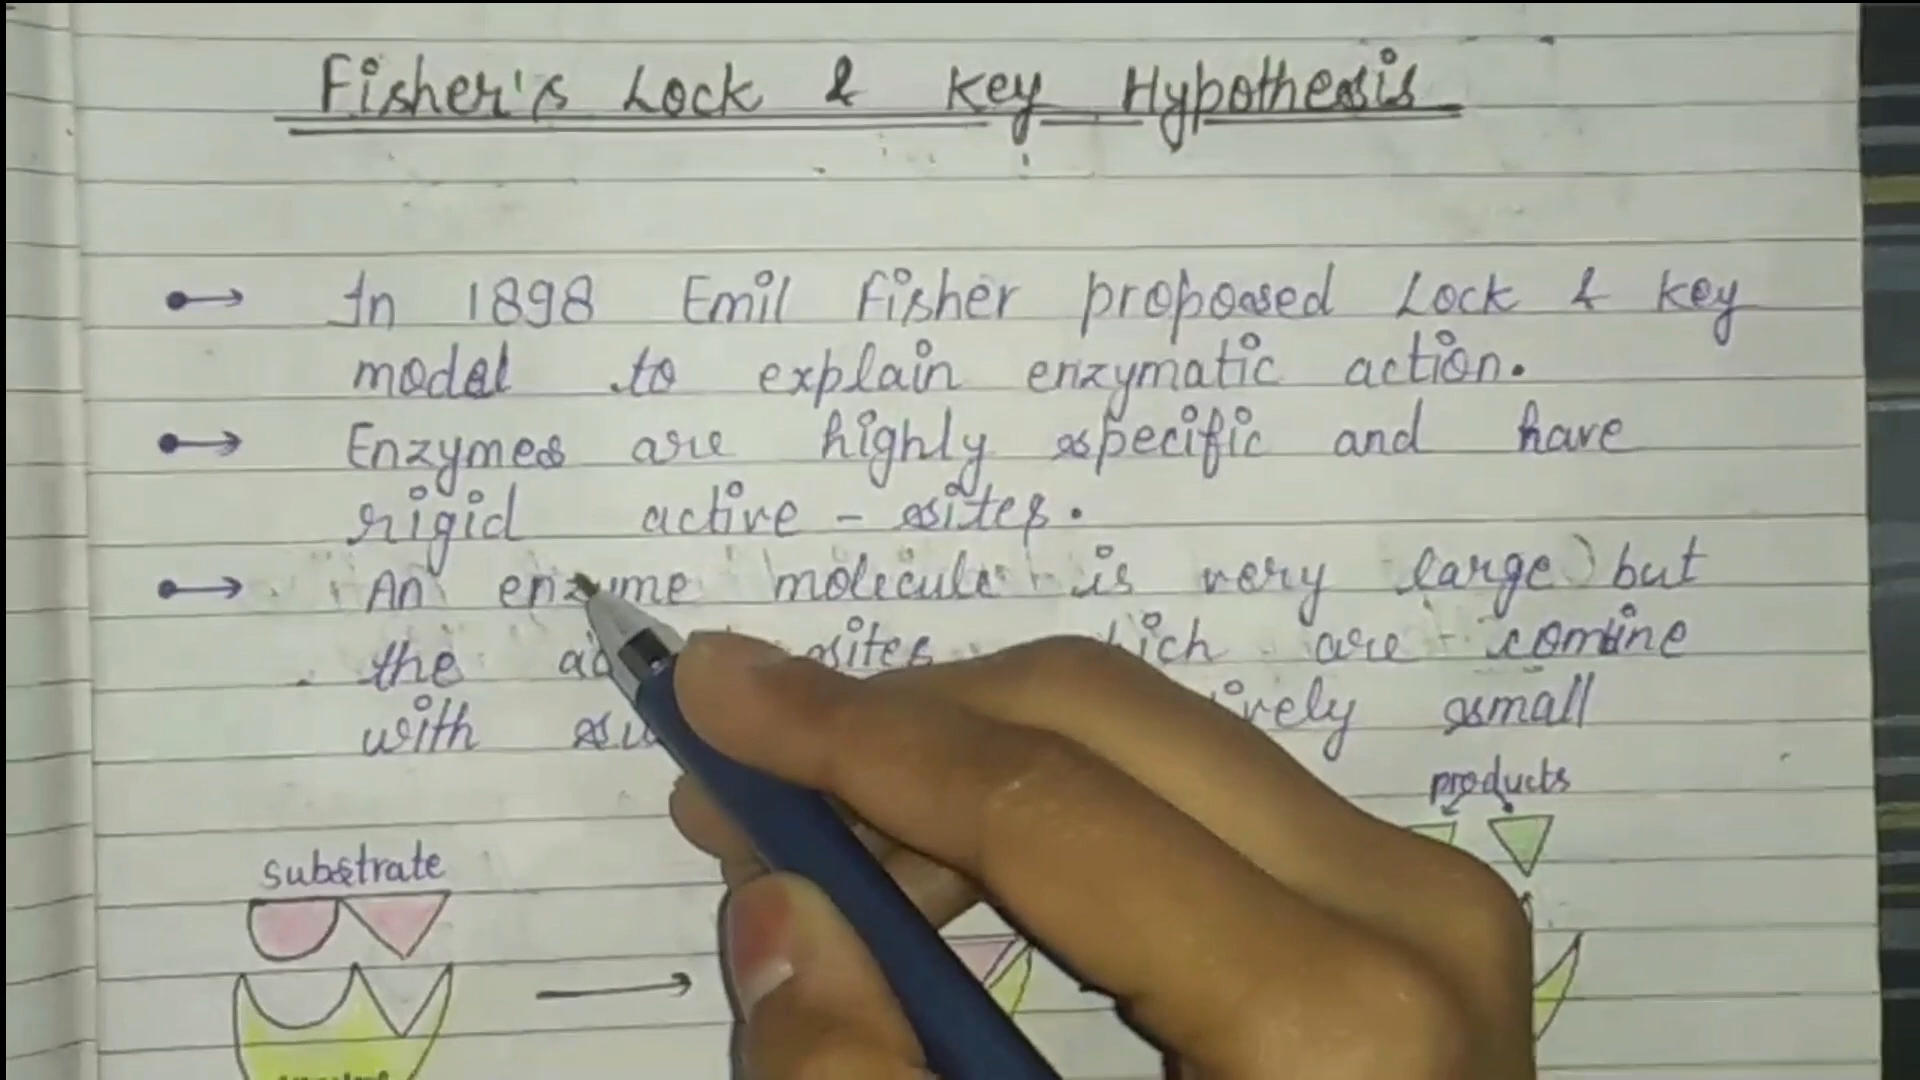 Fisher's Lock & Key Hypothesis
In 1898 Emil Fisher proposed Lock & Key
model to explain enzymatic action.
Enzymes are highly specific and have
rigid active - sites.
An enzyme molecule is very large but
the sites are comine
with small
products
substrate